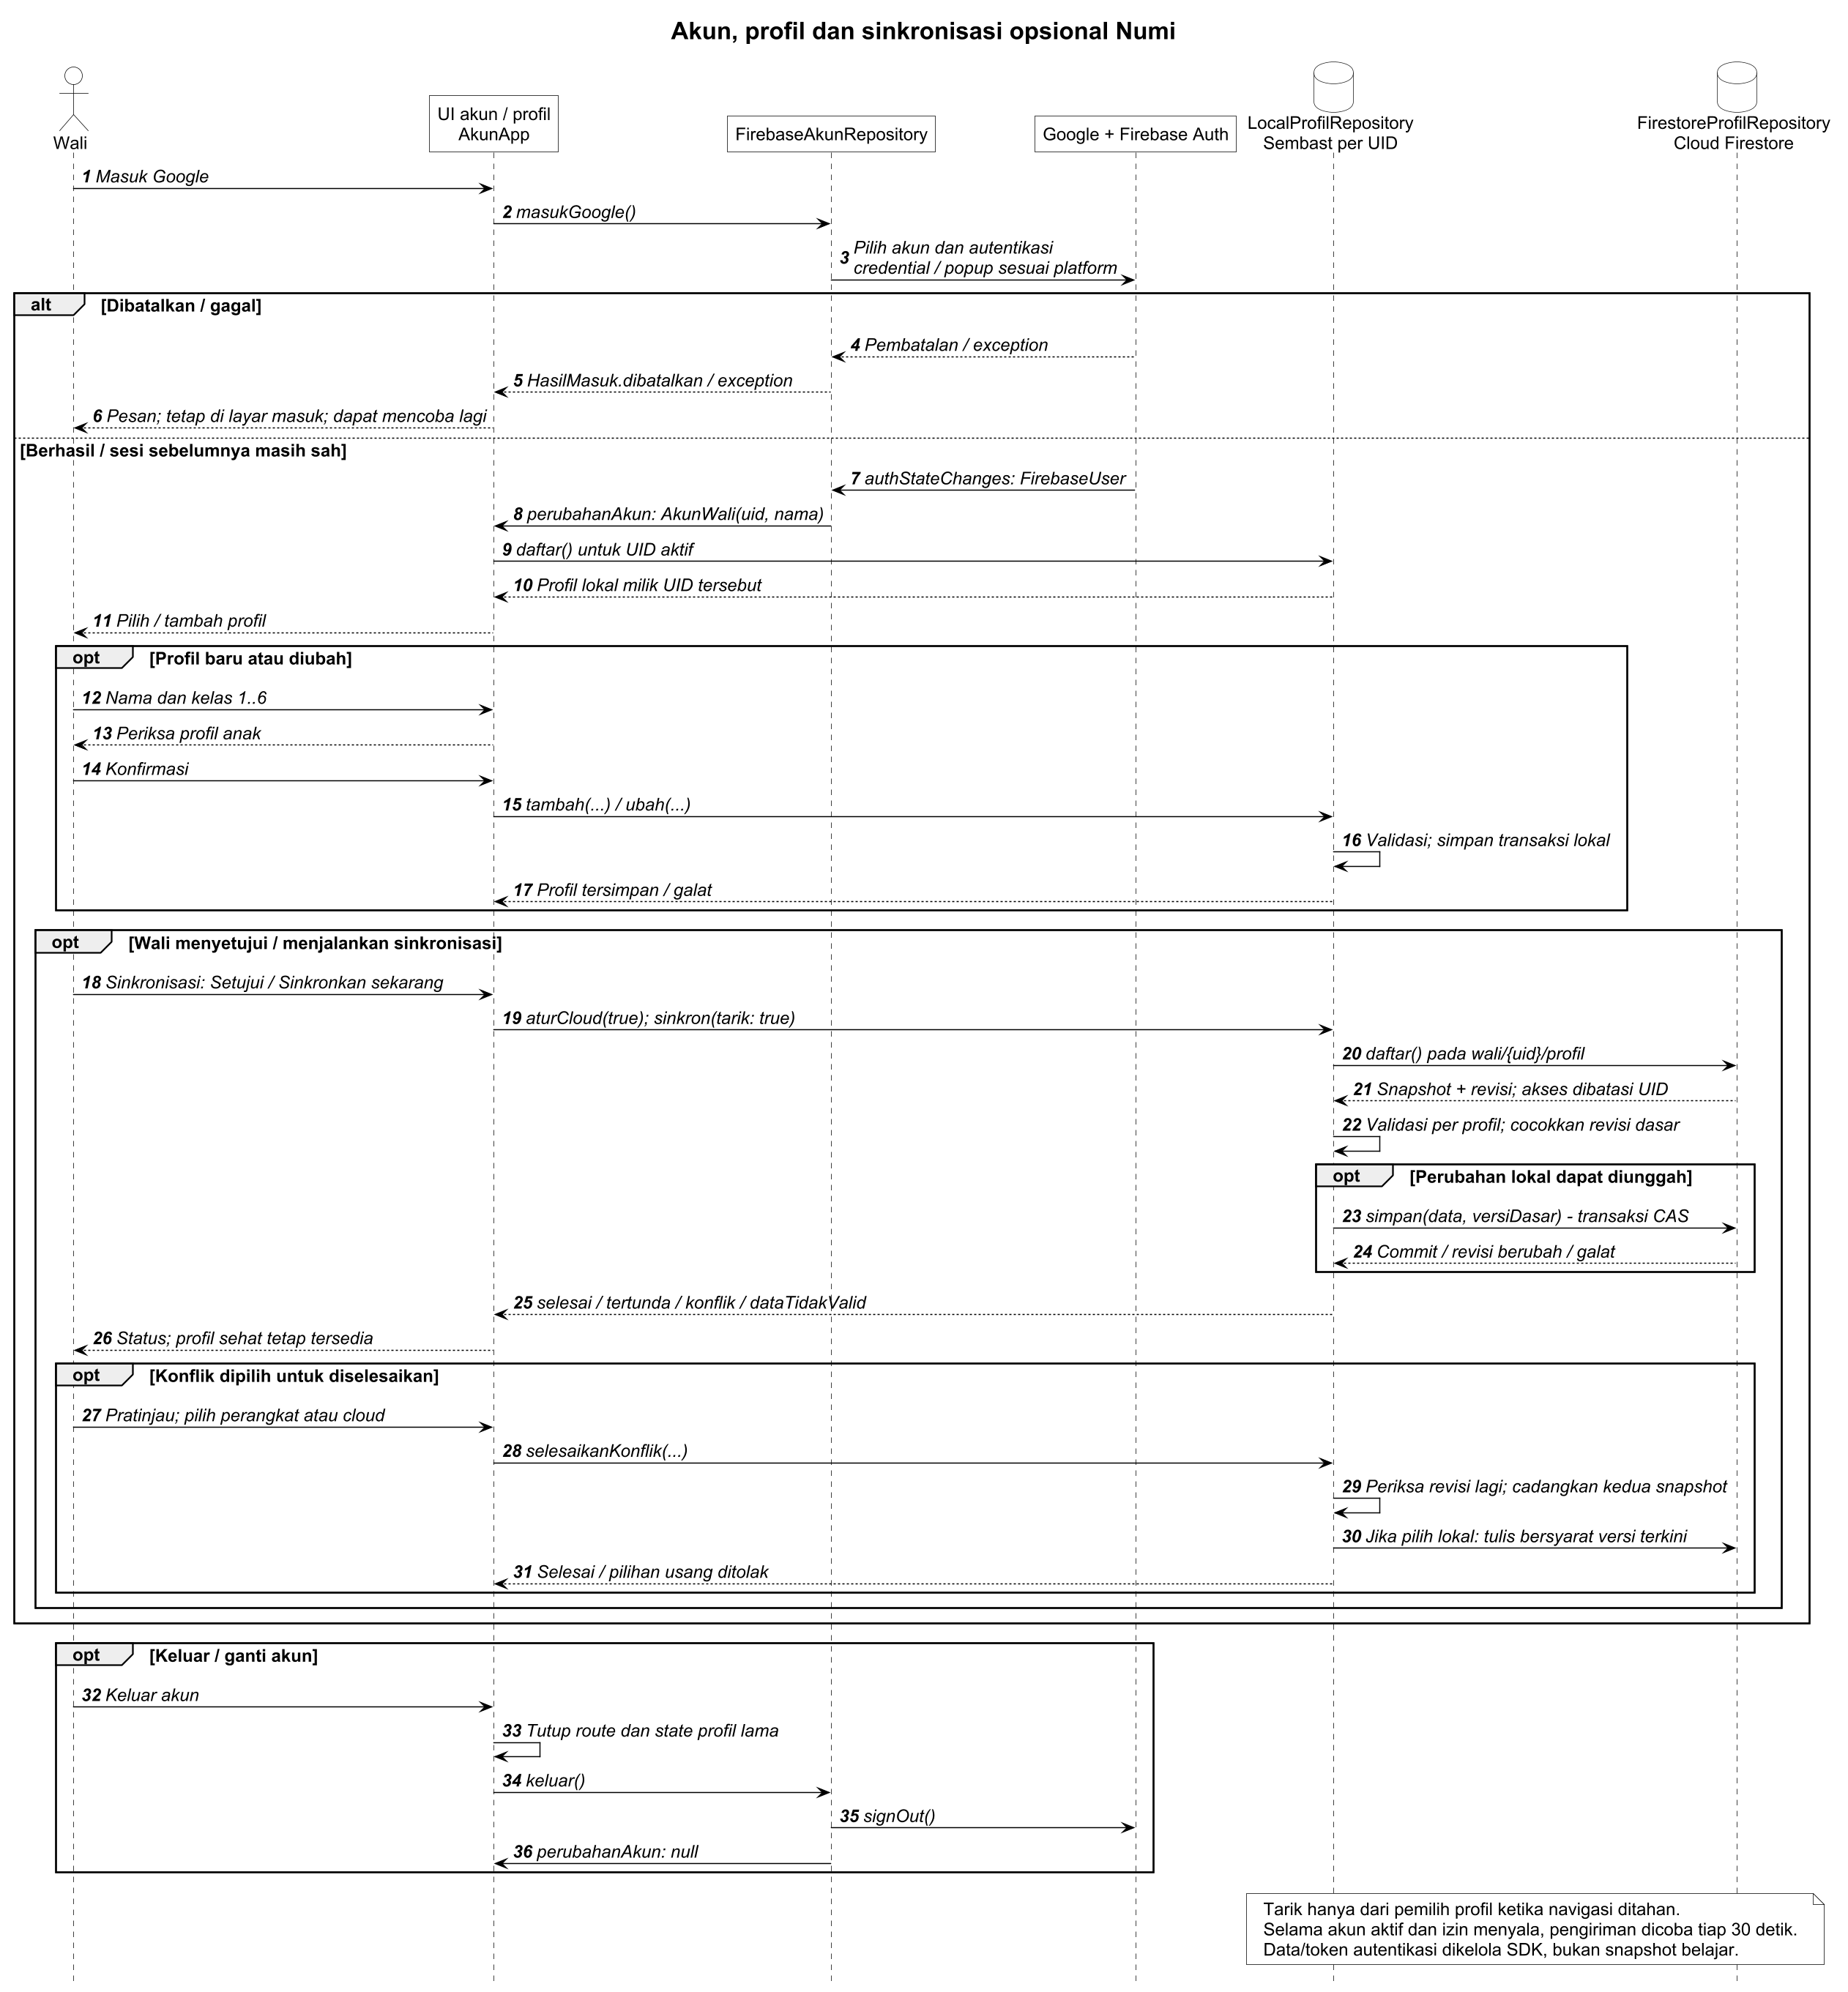 Akun, profil dan sinkronisasi opsional Numi
Wali
UI akun / profil
AkunApp
FirebaseAkunRepository
Google + Firebase Auth
LocalProfilRepository
Sembast per UID
FirestoreProfilRepository
Cloud Firestore
1 Masuk Google
2 masukGoogle()
3 Pilih akun dan autentikasi
credential / popup sesuai platform
alt [Dibatalkan / gagal]
4 Pembatalan / exception
5 HasilMasuk.dibatalkan / exception
6 Pesan; tetap di layar masuk; dapat mencoba lagi
[Berhasil / sesi sebelumnya masih sah]
7 authStateChanges: FirebaseUser
8 perubahanAkun: AkunWali(uid, nama)
9 daftar() untuk UID aktif
10 Profil lokal milik UID tersebut
11 Pilih / tambah profil
opt [Profil baru atau diubah]
12 Nama dan kelas 1..6
13 Periksa profil anak
14 Konfirmasi
15 tambah(...) / ubah(...)
16 Validasi; simpan transaksi lokal
17 Profil tersimpan / galat
opt [Wali menyetujui / menjalankan sinkronisasi]
18 Sinkronisasi: Setujui / Sinkronkan sekarang
19 aturCloud(true); sinkron(tarik: true)
20 daftar() pada wali/{uid}/profil
21 Snapshot + revisi; akses dibatasi UID
22 Validasi per profil; cocokkan revisi dasar
opt [Perubahan lokal dapat diunggah]
23 simpan(data, versiDasar) - transaksi CAS
24 Commit / revisi berubah / galat
25 selesai / tertunda / konflik / dataTidakValid
26 Status; profil sehat tetap tersedia
opt [Konflik dipilih untuk diselesaikan]
27 Pratinjau; pilih perangkat atau cloud
28 selesaikanKonflik(...)
29 Periksa revisi lagi; cadangkan kedua snapshot
30 Jika pilih lokal: tulis bersyarat versi terkini
31 Selesai / pilihan usang ditolak
opt [Keluar / ganti akun]
32 Keluar akun
33 Tutup route dan state profil lama
34 keluar()
35 signOut()
36 perubahanAkun: null
Tarik hanya dari pemilih profil ketika navigasi ditahan.
Selama akun aktif dan izin menyala, pengiriman dicoba tiap 30 detik.
Data/token autentikasi dikelola SDK, bukan snapshot belajar.